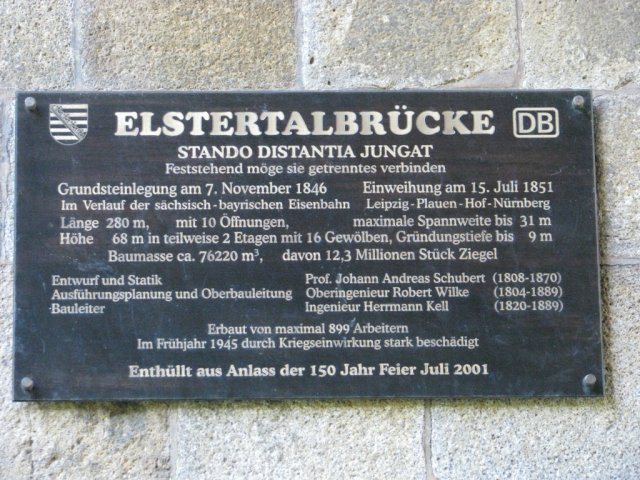 ELSTERTALBRÜCKE DB
STANDO DISTANTIA JUNGAT
Feststehend möge sie getrenntes verbinden
Grundsteinlegung am 7. November 1846 Einweihung am 15. Juli 1851
Im Verlauf der sächsisch-bayrischen Eisenbahn Leipzig-Plauen-Hof-Nürnberg
Länge 280 m, mit 10 Öffnungen, maximale Spannweite bis 31 m
Höhe 68 m in teilweise 2 Etagen mit 16 Gewölben, Gründungstiefe bis 9 m
Baumasse ca. 76220 m³, davon 12,3 Millionen Stück Ziegel
Entwurf und Statik Prof. Johann Andreas Schubert (1808-1870)
Ausführungsplanung und Oberbauleitung Oberingenieur Robert Wilke (1804-1889)
Bauleiter Ingenieur Herrmann Kell (1820-1889)
Erbaut von maximal 899 Arbeitern
Im Frühjahr 1945 durch Kriegseinwirkung stark beschädigt
Enthüllt aus Anlass der 150 Jahr Feier Juli 2001